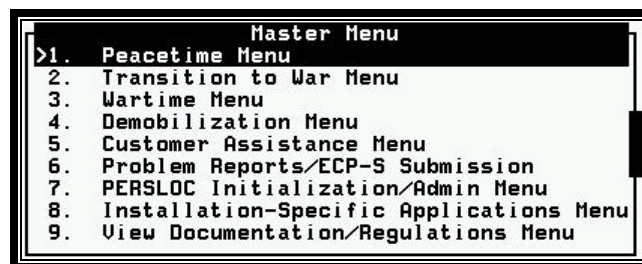 Master Menu
>1. Peacetime Menu
2. Transition to War Menu
3. Wartime Menu
4. Demobilization Menu
5. Customer Assistance Menu
6. Problem Reports/ECP-S Submission
7. PERSLOC Initialization/Admin Menu
8. Installation-Specific Applications Menu
9. View Documentation/Regulations Menu